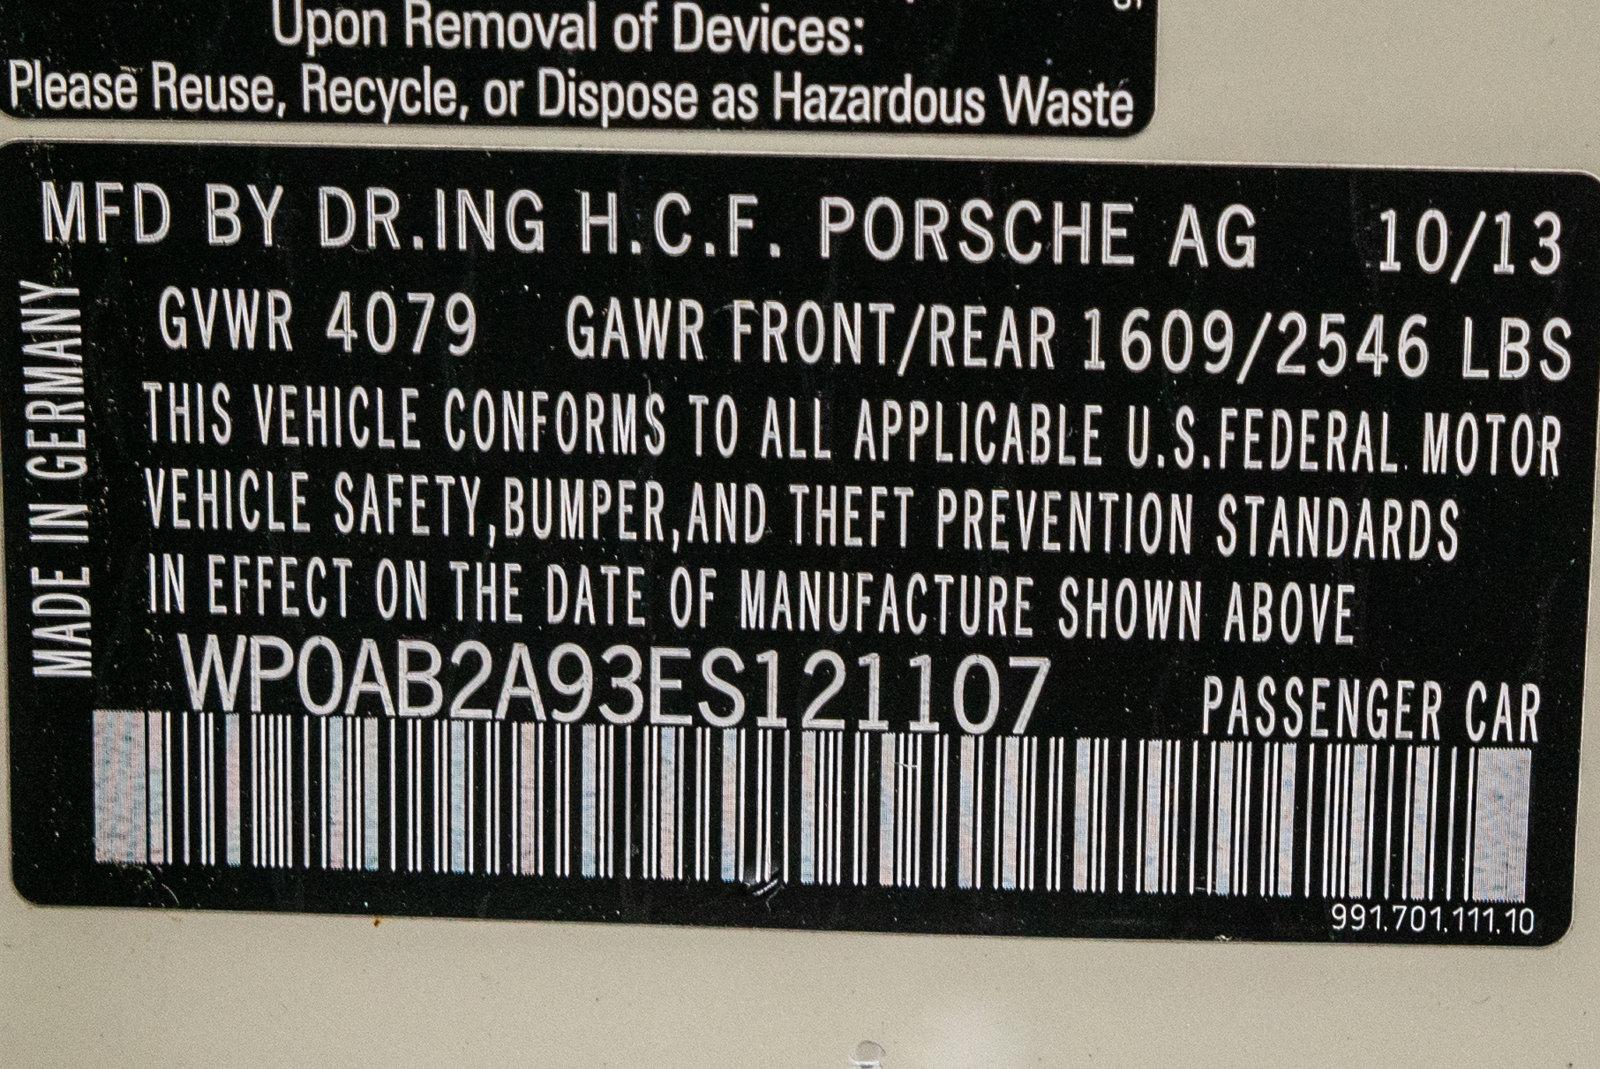 Upon Removal of Devices:
Please Reuse, Recycle, or Dispose as Hazardous Waste
MFD BY DR.ING H.C.F. PORSCHE AG 10/13
GVWR 4079 GAWR FRONT/REAR 1609/2546 LBS
THIS VEHICLE CONFORMS TO ALL APPLICABLE U.S.FEDERAL MOTOR
VEHICLE SAFETY,BUMPER,AND THEFT PREVENTION STANDARDS
IN EFFECT ON THE DATE OF MANUFACTURE SHOWN ABOVE
WP0AB2A93ES121107 PASSENGER CAR
991.701.111.10
MADE IN GERMANY